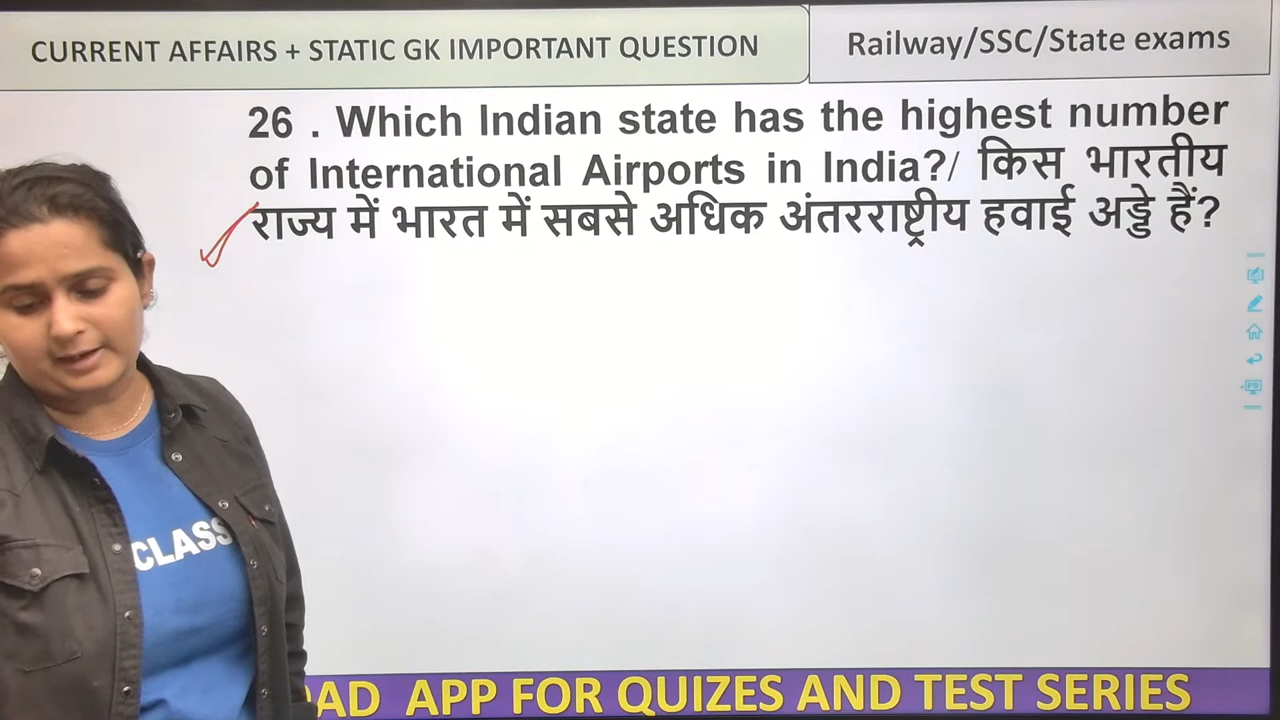 CURRENT AFFAIRS + STATIC GK IMPORTANT QUESTION
Railway/SSC/State exams
26 . Which Indian state has the highest number
of International Airports in India?/ किस भारतीय
राज्य में भारत में सबसे अधिक अंतरराष्ट्रीय हवाई अड्डे हैं?
CLASS
APP FOR QUIZES AND TEST SERIES